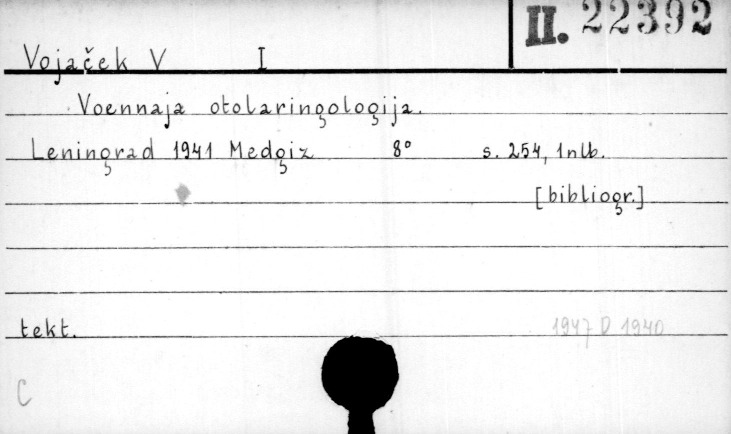 II. 22392
Vojaček V I
Voennaja otolaringologija.
Leningrad 1941 Medgiz 8° s. 254, 1 nlb.
[bibliogr.]
tekt.
1947 D 1940
C